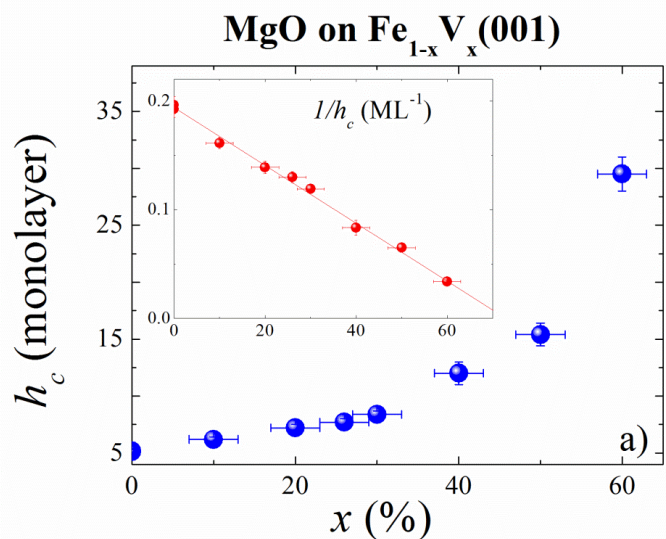 MgO on Fe1-xVx(001)
hc (monolayer)
35
25
15
5
0.2
0.1
0.0
1/hc (ML-1)
0 20 40 60
a)
0 20 40 60
x (%)